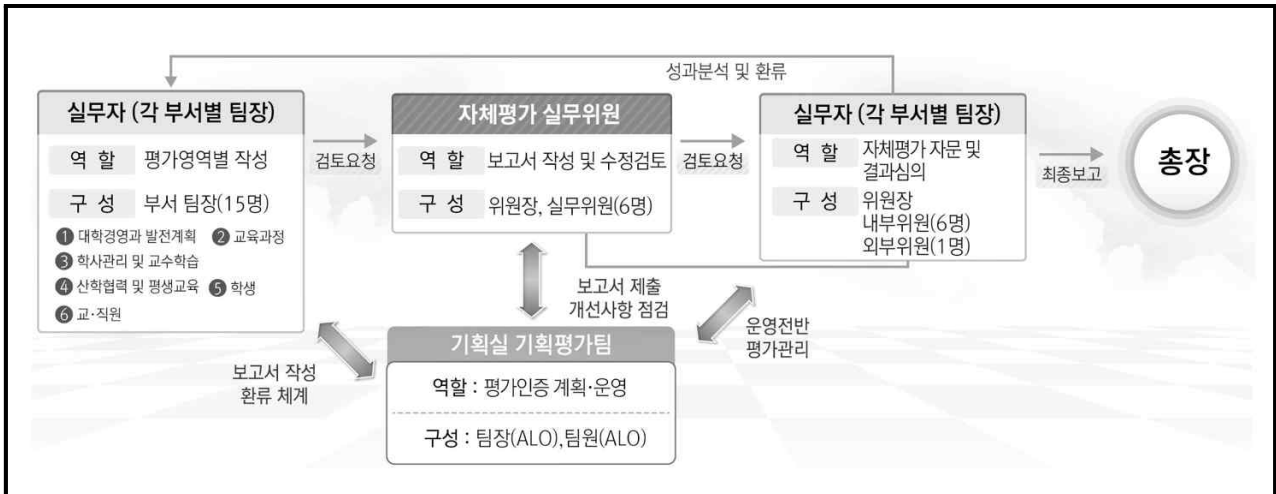 성과분석 및 환류
실무자 (각 부서별 팀장)
역 할 평가영역별 작성
구 성 부서 팀장(15명)
❶ 대학경영과 발전계획 ❷ 교육과정
❸ 학사관리 및 교수학습
❹ 산학협력 및 평생교육 ❺ 학생
❻ 교·직원
검토요청
자체평가 실무위원
역 할 보고서 작성 및 수정검토
구 성 위원장, 실무위원(6명)
검토요청
실무자 (각 부서별 팀장)
역 할 자체평가 자문 및
결과심의
구 성 위원장
내부위원(6명)
외부위원(1명)
최종보고
총장
보고서 제출
개선사항 점검
운영전반
평가관리
보고서 작성
환류 체계
기획실 기획평가팀
역할 : 평가인증 계획·운영
구성 : 팀장(ALO),팀원(ALO)